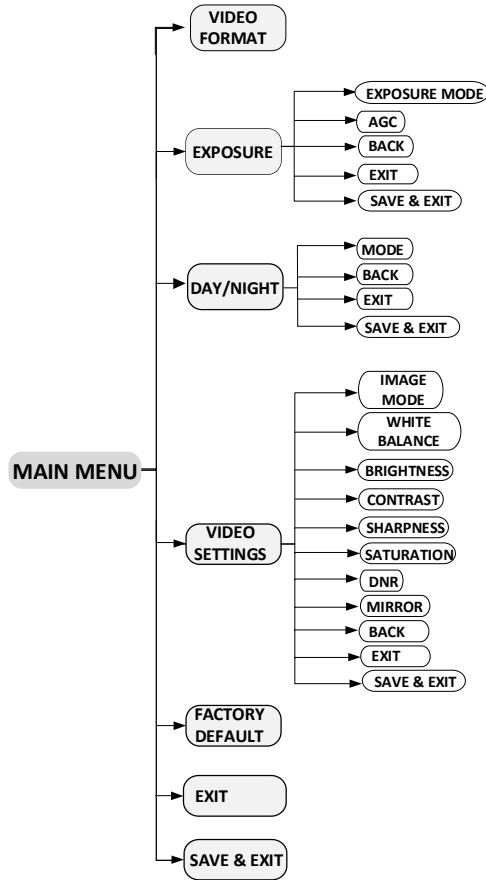 MAIN MENU
VIDEO
FORMAT
EXPOSURE
EXPOSURE MODE
AGC
BACK
EXIT
SAVE & EXIT
DAY/NIGHT
MODE
BACK
EXIT
SAVE & EXIT
VIDEO
SETTINGS
IMAGE
MODE
WHITE
BALANCE
BRIGHTNESS
CONTRAST
SHARPNESS
SATURATION
DNR
MIRROR
BACK
EXIT
SAVE & EXIT
FACTORY
DEFAULT
EXIT
SAVE & EXIT